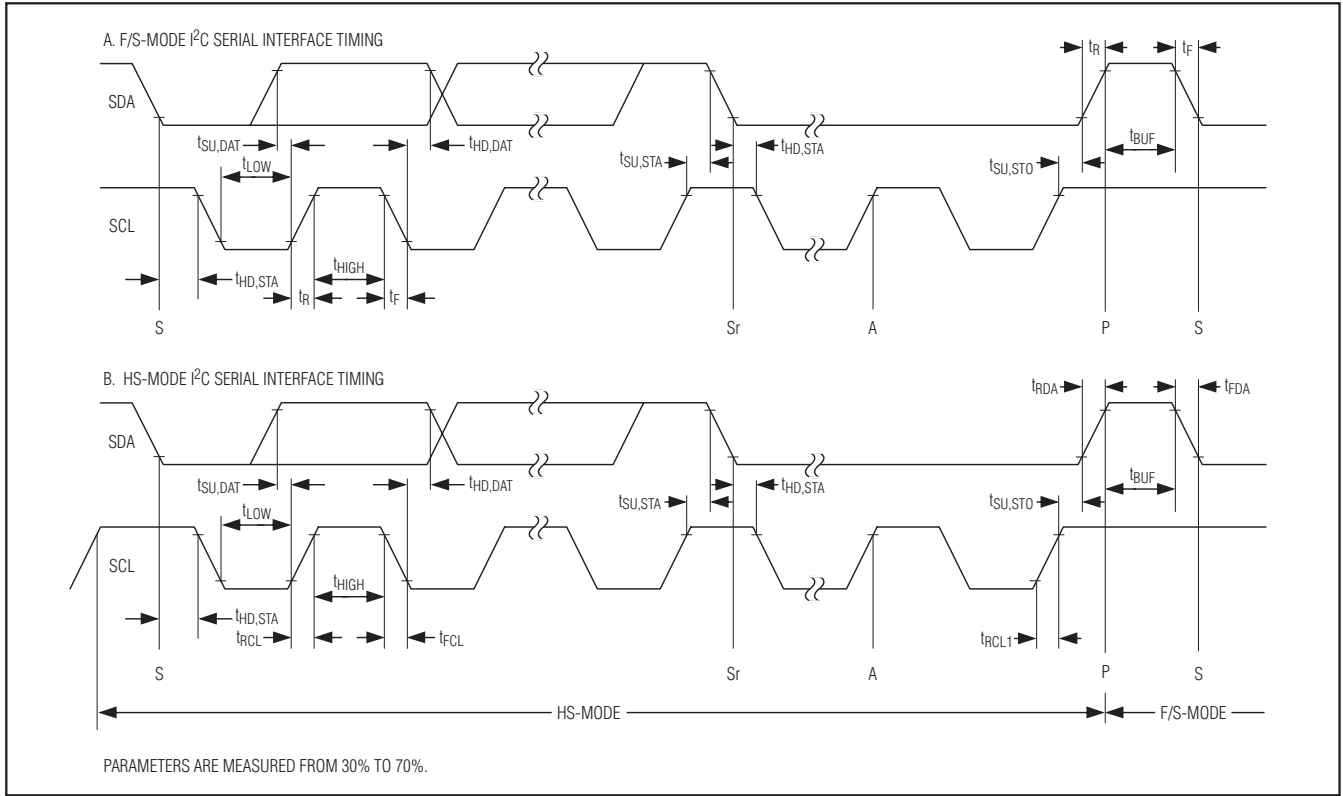 A. F/S-MODE I²C SERIAL INTERFACE TIMING
tR
tF
SDA
tSU,DAT
tHD,DAT
tLOW
tSU,STA
tHD,STA
tSU,STO
tBUF
SCL
tHD,STA
tHIGH
tR
tF
S
Sr
A
P
S
B. HS-MODE I²C SERIAL INTERFACE TIMING
tRDA
tFDA
SDA
tSU,DAT
tHD,DAT
tLOW
tSU,STA
tHD,STA
tSU,STO
tBUF
SCL
tHIGH
tHD,STA
tRCL
tFCL
tRCL1
S
Sr
A
P
S
HS-MODE
F/S-MODE
PARAMETERS ARE MEASURED FROM 30% TO 70%.